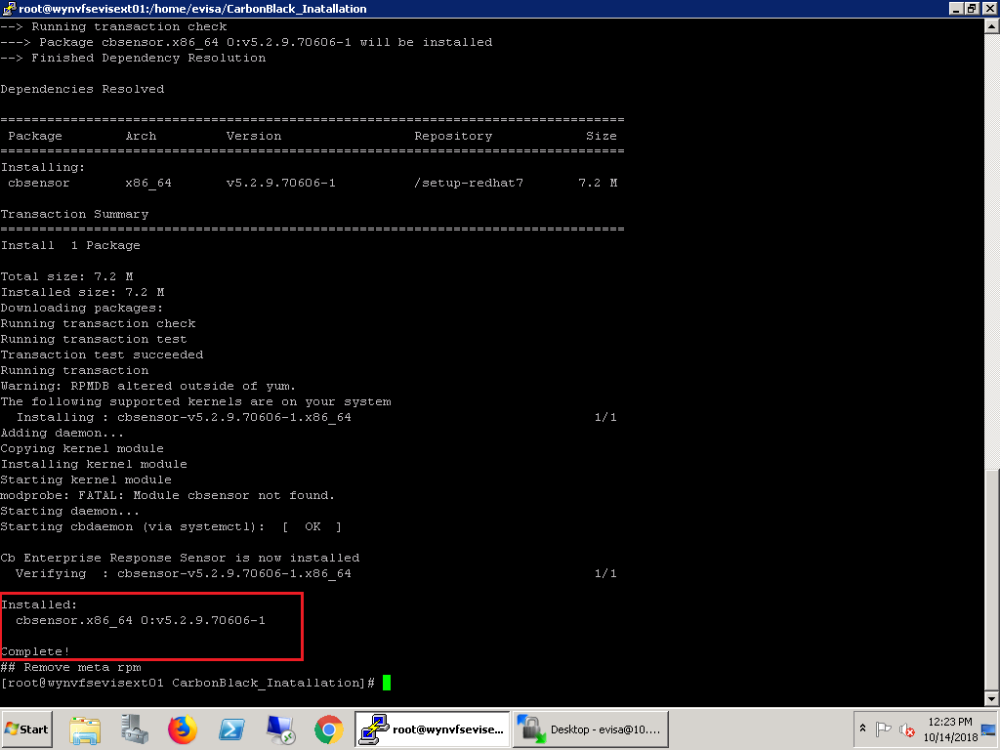 root@wynvfsevisext01:/home/evisa/CarbonBlack_Inatallation
--> Running transaction check
---> Package cbsensor.x86_64 0:v5.2.9.70606-1 will be installed
--> Finished Dependency Resolution
Dependencies Resolved
================================================================================
Package Arch Version Repository Size
================================================================================
Installing:
cbsensor x86_64 v5.2.9.70606-1 /setup-redhat7 7.2 M
Transaction Summary
================================================================================
Install 1 Package
Total size: 7.2 M
Installed size: 7.2 M
Downloading packages:
Running transaction check
Running transaction test
Transaction test succeeded
Running transaction
Warning: RPMDB altered outside of yum.
The following supported kernels are on your system
Installing : cbsensor-v5.2.9.70606-1.x86_64 1/1
Adding daemon...
Copying kernel module
Installing kernel module
Starting kernel module
modprobe: FATAL: Module cbsensor not found.
Starting daemon...
Starting cbdaemon (via systemctl): [ OK ]
Cb Enterprise Response Sensor is now installed
Verifying : cbsensor-v5.2.9.70606-1.x86_64 1/1
Installed:
cbsensor.x86_64 0:v5.2.9.70606-1
Complete!
## Remove meta rpm
[root@wynvfsevisext01 CarbonBlack_Inatallation]#
Start root@wynvfsevise... Desktop - evisa@10.... 12:23 PM
10/14/2018